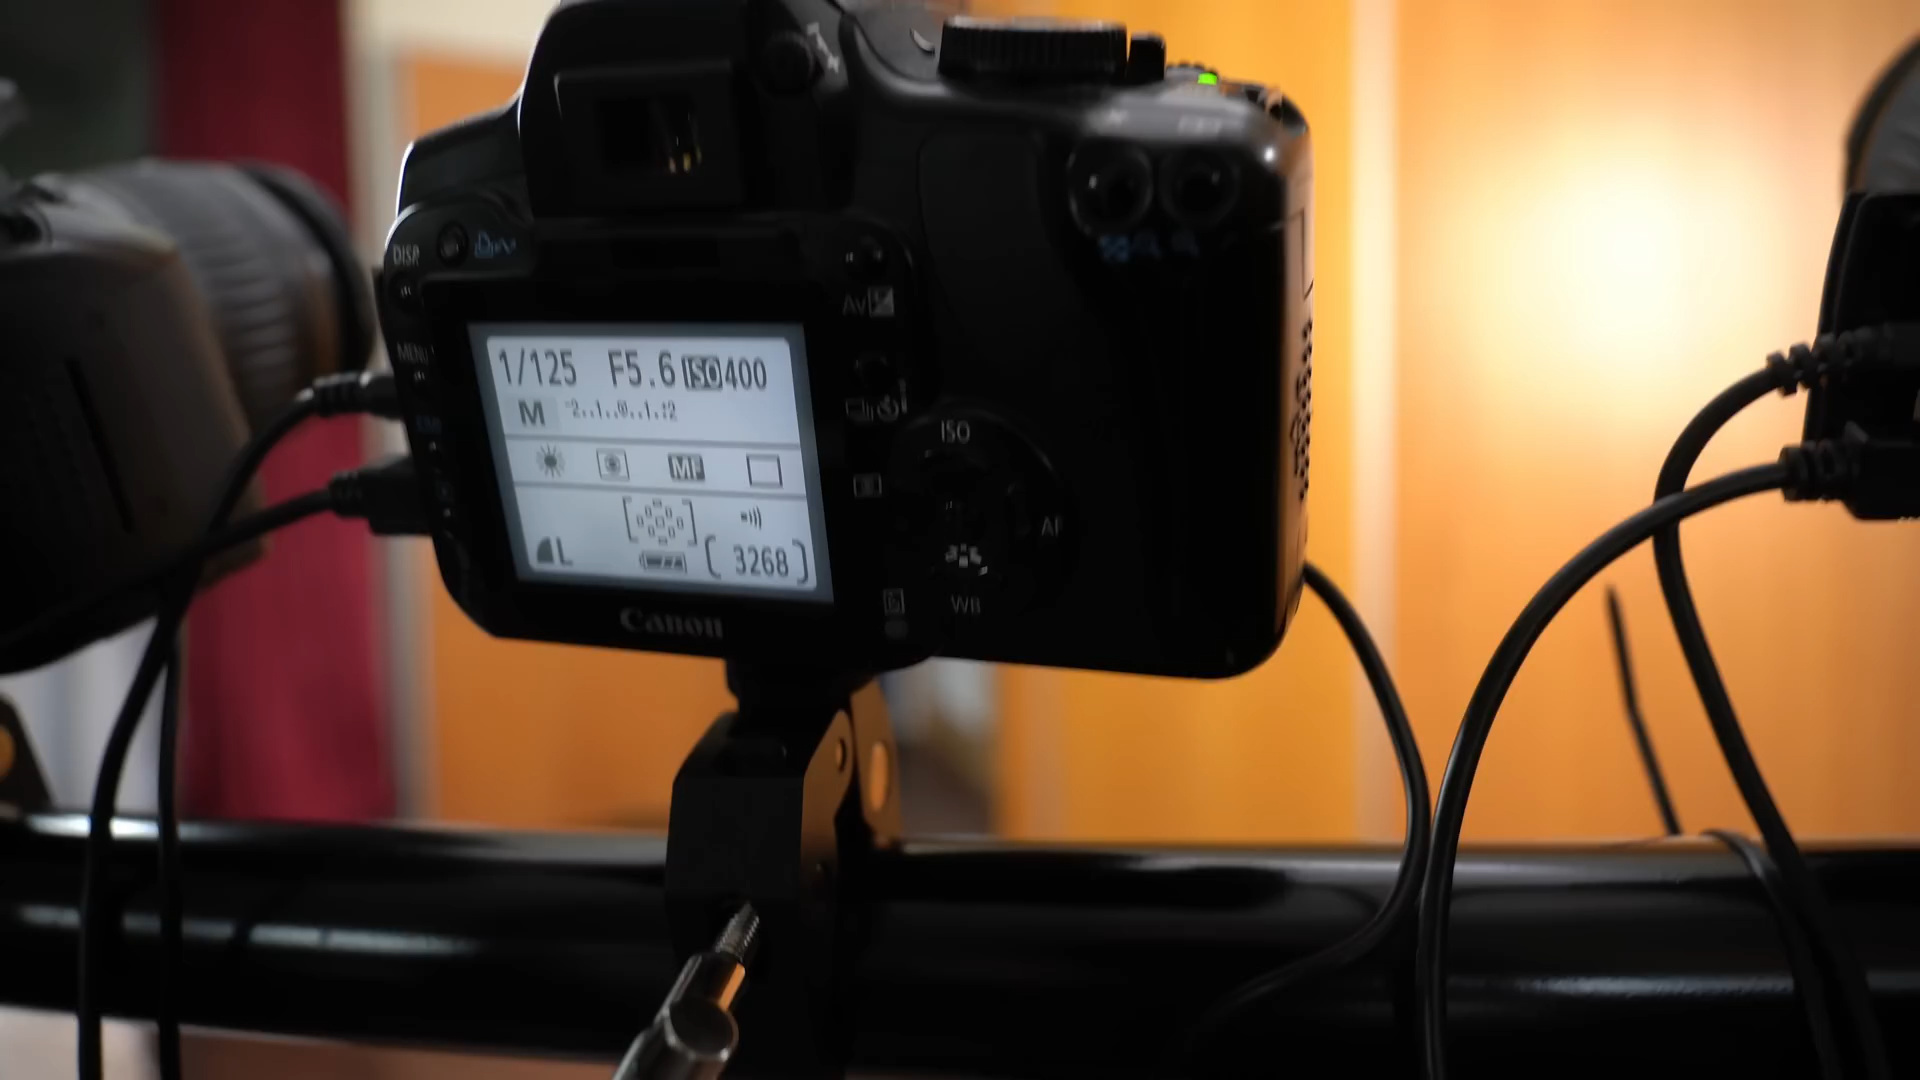 DISP.
MENU
Av
1/125 F5.6 ISO400
M -2..1..0..1.:2
MF
L [ 3268]
ISO
AF
WB
Canon